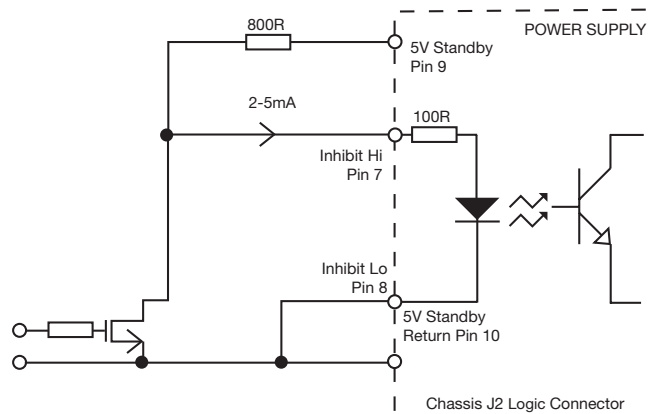 POWER SUPPLY
800R
5V Standby
Pin 9
2-5mA
100R
Inhibit Hi
Pin 7
Inhibit Lo
Pin 8
5V Standby
Return Pin 10
Chassis J2 Logic Connector